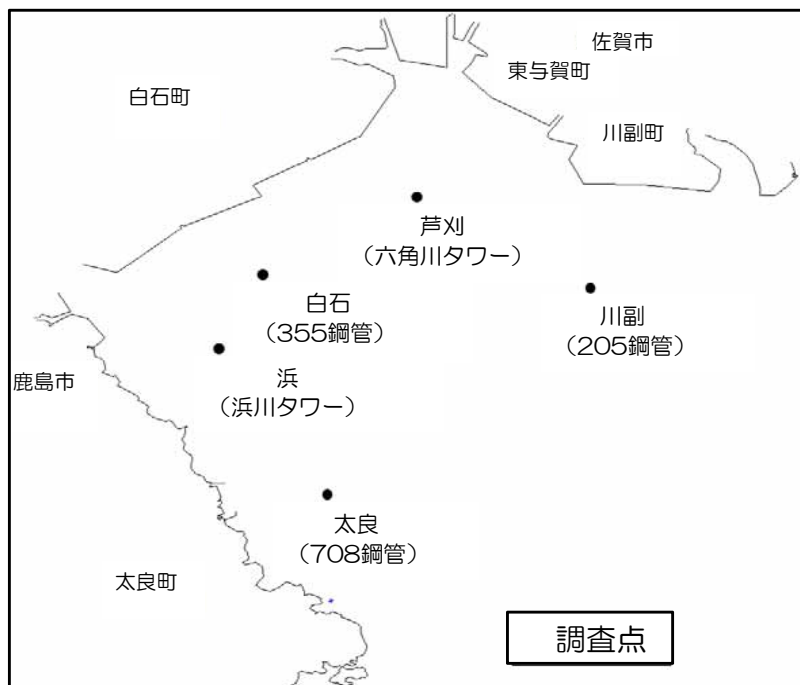 佐賀市
東与賀町
白石町
川副町
芦刈
（六角川タワー）
白石
（355鋼管）
川副
（205鋼管）
浜
（浜川タワー）
鹿島市
太良
（708鋼管）
太良町
調査点